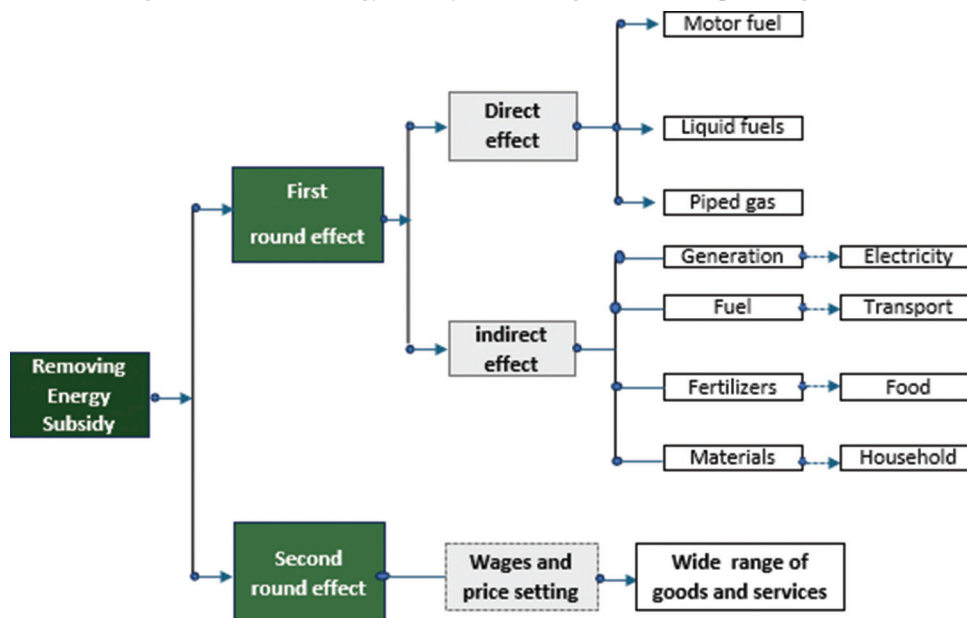 Motor fuel
Direct
effect
Liquid fuels
First
round effect
Piped gas
Generation
Electricity
Fuel
Transport
indirect
effect
Removing
Energy
Subsidy
Fertilizers
Food
Materials
Household
Second
round effect
Wages and
price setting
Wide range of
goods and services